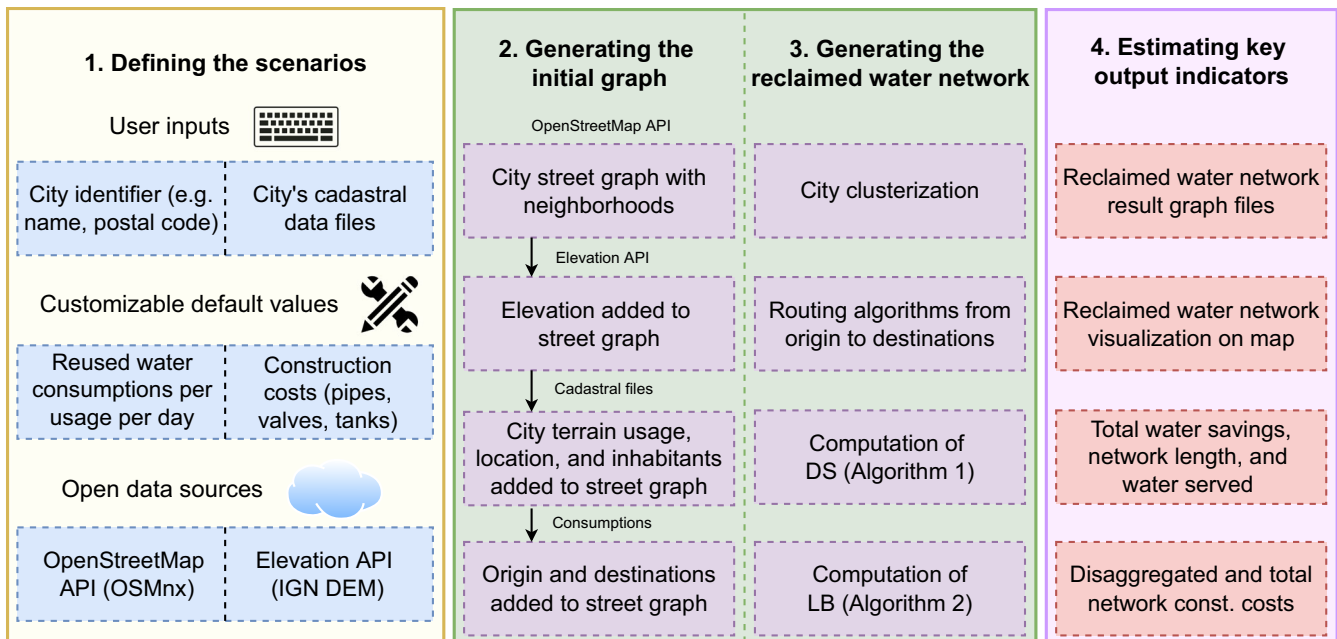 1. Defining the scenarios
User inputs
City identifier (e.g.
name, postal code)
City's cadastral
data files
Customizable default values
Reused water
consumptions per
usage per day
Construction
costs (pipes,
valves, tanks)
Open data sources
OpenStreetMap
API (OSMnx)
Elevation API
(IGN DEM)
2. Generating the
initial graph
OpenStreetMap API
City street graph with
neighborhoods
Elevation API
Elevation added to
street graph
Cadastral files
City terrain usage,
location, and inhabitants
added to street graph
Consumptions
Origin and destinations
added to street graph
3. Generating the
reclaimed water network
City clusterization
Routing algorithms from
origin to destinations
Computation of
DS (Algorithm 1)
Computation of
LB (Algorithm 2)
4. Estimating key
output indicators
Reclaimed water network
result graph files
Reclaimed water network
visualization on map
Total water savings,
network length, and
water served
Disaggregated and total
network const. costs